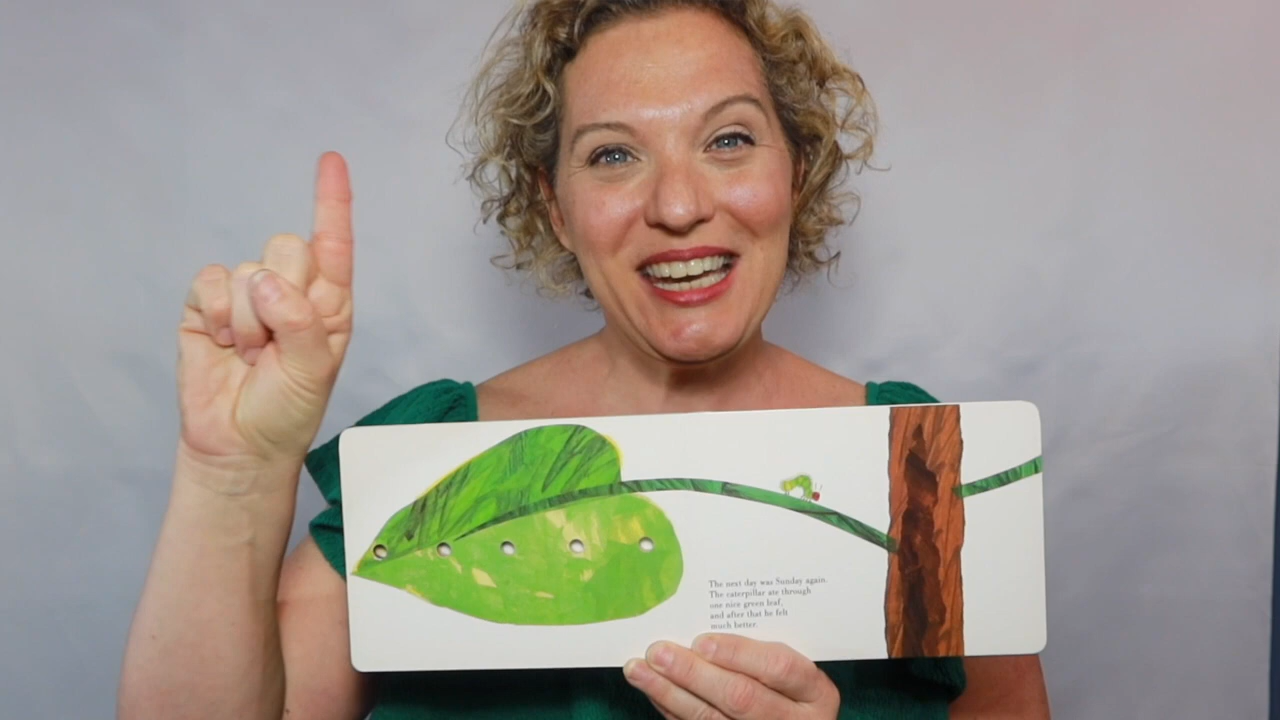 The next day was Sunday again.
The caterpillar ate through
one nice green leaf,
and after that he felt
much better.